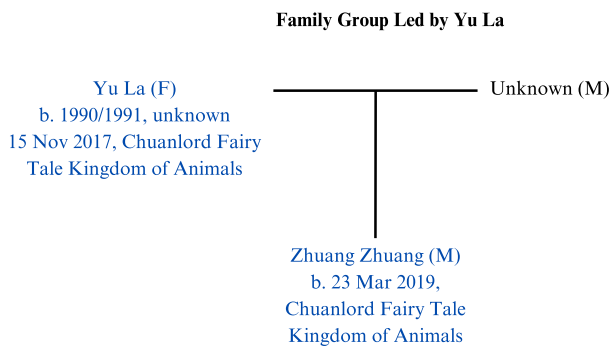 Family Group Led by Yu La
Yu La (F)
b. 1990/1991, unknown
15 Nov 2017, Chuanlord Fairy
Tale Kingdom of Animals
Unknown (M)
Zhuang Zhuang (M)
b. 23 Mar 2019,
Chuanlord Fairy Tale
Kingdom of Animals